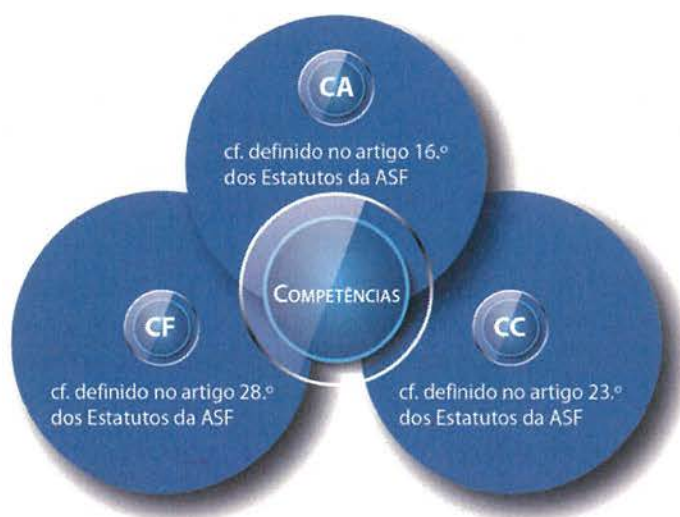 CA
cf. definido no artigo 16.º
dos Estatutos da ASF
COMPETÊNCIAS
CF
cf. definido no artigo 28.º
dos Estatutos da ASF
CC
cf. definido no artigo 23.º
dos Estatutos da ASF